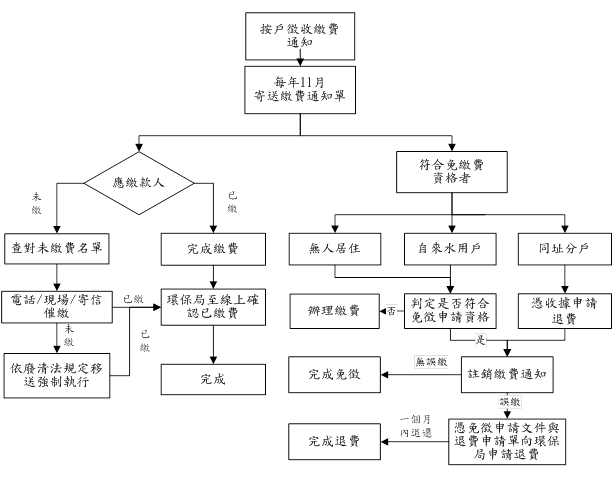 按戶徵收繳費
通知
每年11月
寄送繳費通知單
應繳款人
符合免繳費
資格者
未
繳
已
繳
查對未繳費名單
完成繳費
無人居住
自來水用戶
同址分戶
電話/現場/寄信
催繳
已繳
環保局至線上確
認已繳費
辦理繳費
否
判定是否符合
免徵申請資格
憑收據申請
退費
未
繳
已
繳
是
依廢清法規定移
送強制執行
完成
完成免徵
無誤繳
註銷繳費通知
誤繳
完成退費
一個月
內退還
憑免徵申請文件與
退費申請單向環保
局申請退費